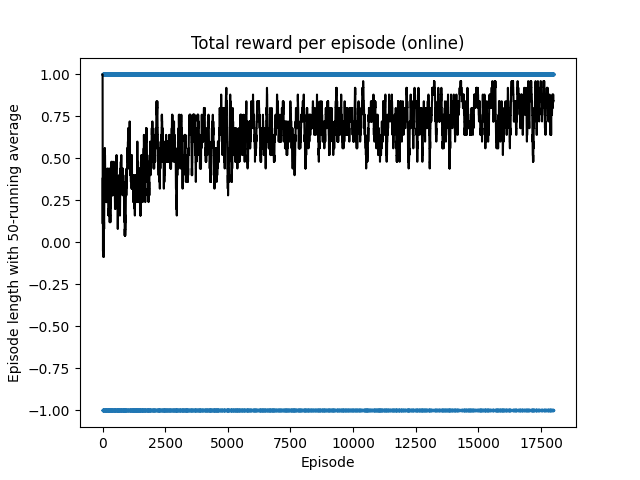 Total reward per episode (online)
Episode length with 50-running average
1.00
0.75
0.50
0.25
0.00
−0.25
−0.50
−0.75
−1.00
0 2500 5000 7500 10000 12500 15000 17500
Episode